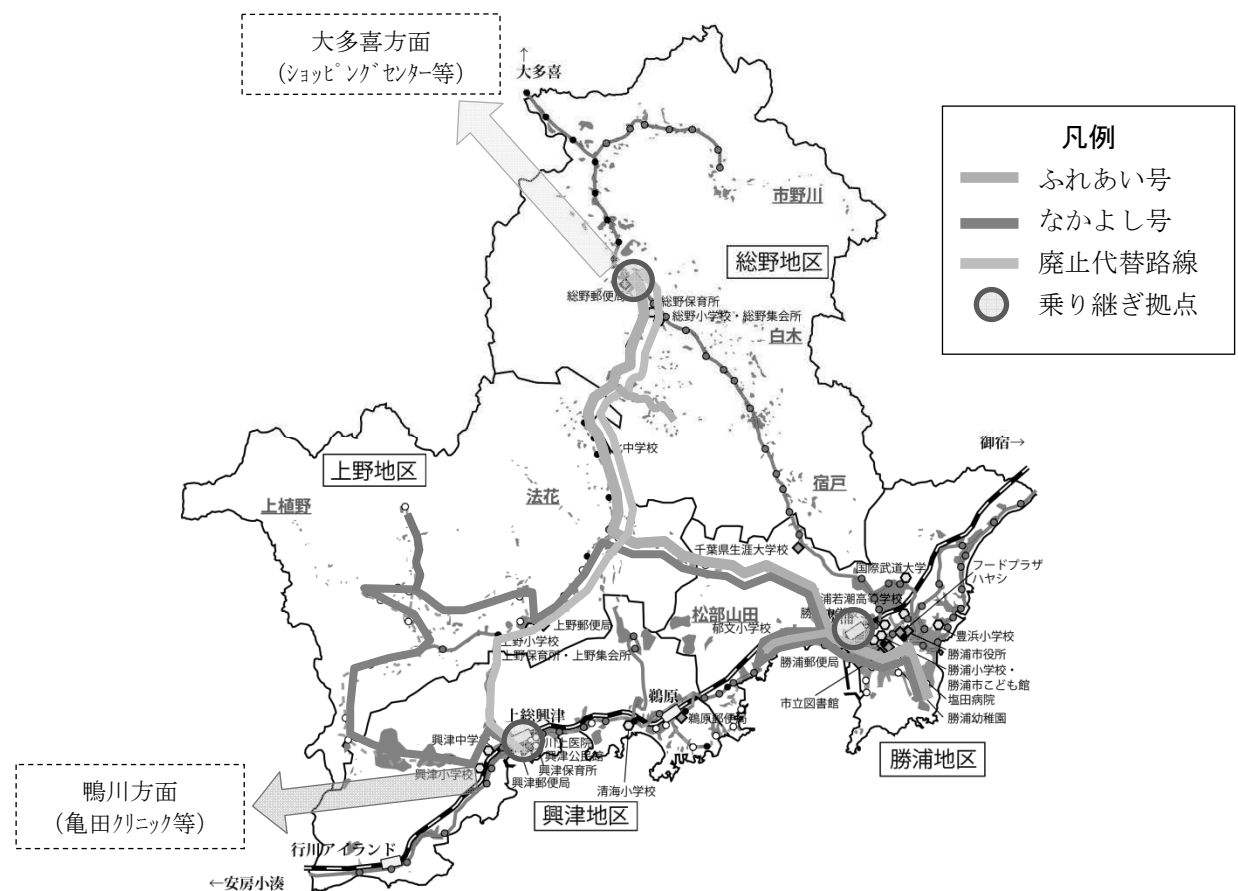 大多喜方面
(ショッピングセンター等)
↑
大多喜
凡例
ふれあい号
なかよし号
廃止代替路線
乗り継ぎ拠点
市野川
総野地区
総野郵便局
総野保育所
総野小学校・総野集会所
白木
中学校
御宿→
上野地区
上植野
法花
宿戸
千葉県生涯大学校
国際武道大学
フードプラザ
ハヤシ
浦若潮高等学校
勝
松部山田
郁文小学校
上野郵便局
上野小学校
上野保育所・上野集会所
豊浜小学校
勝浦市役所
勝浦郵便局
勝浦小学校・
勝浦市こども館
市立図書館
塩田病院
勝浦幼稚園
鵜原
上総興津
鵜原郵便局
興津中学校
川上医院
興津公民館
興津保育所
興津小学校
興津郵便局
清海小学校
勝浦地区
興津地区
鴨川方面
(亀田クリニック等)
行川アイランド
←安房小湊